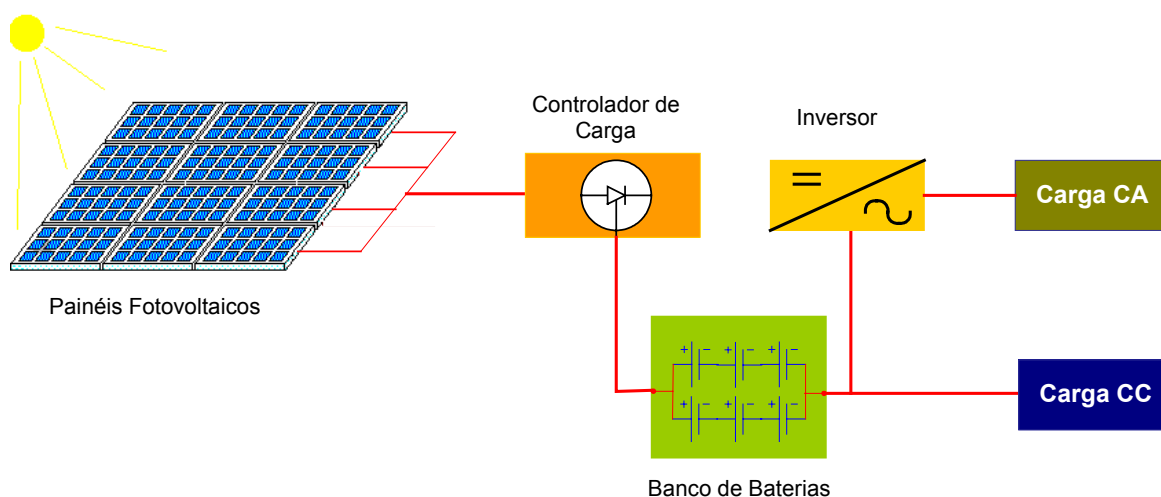 Controlador de
Carga
Inversor
Carga CA
Painéis Fotovoltaicos
+ − + − + −
+ − + − + −
Carga CC
Banco de Baterias